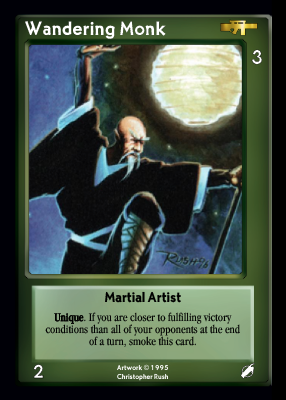 Wandering Monk
3
RUSH
Martial Artist
Unique. If you are closer to fulfilling victory
conditions than all of your opponents at the end
of a turn, smoke this card.
2
Artwork © 1995
Christopher Rush